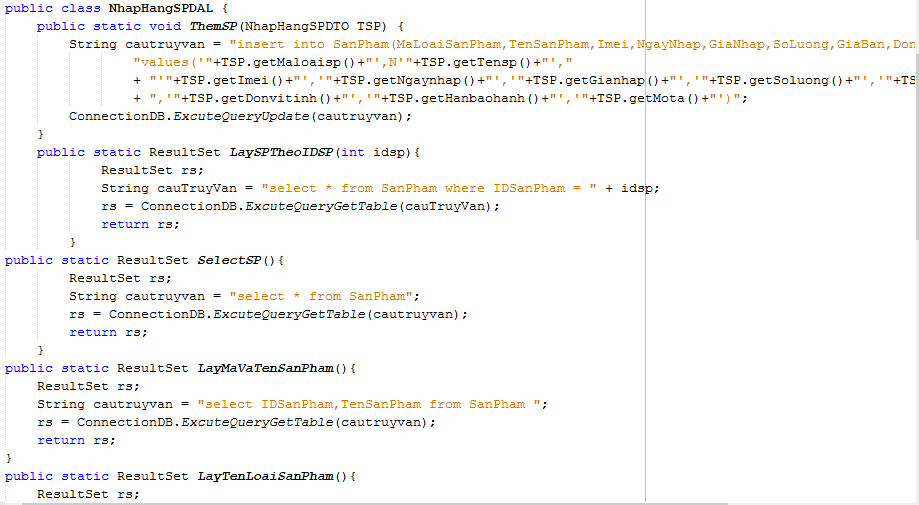 public class NhapHangSPDAL {
public static void ThemSP(NhapHangSPDTO TSP) {
String cautruyvan = "insert into SanPham(MaLoaiSanPham,TenSanPham,Imei,NgayNhap,GiaNhap,SoLuong,GiaBan,Don
"values('"+TSP.getMaloaisp()+"',N'"+TSP.getTensp()+"',"
+ "'"+TSP.getImei()+"','"+TSP.getNgaynhap()+"','"+TSP.getGianhap()+"','"+TSP.getSoluong()+"','"+TS
+ ",'"+TSP.getDonvitinh()+"','"+TSP.getHanbaohanh()+"','"+TSP.getMota()+"')";
ConnectionDB.ExcuteQueryUpdate(cautruyvan);
}
public static ResultSet LaySPTheoIDSP(int idsp){
ResultSet rs;
String cauTruyVan = "select * from SanPham where IDSanPham = " + idsp;
rs = ConnectionDB.ExcuteQueryGetTable(cauTruyVan);
return rs;
}
public static ResultSet SelectSP(){
ResultSet rs;
String cautruyvan = "select * from SanPham";
rs = ConnectionDB.ExcuteQueryGetTable(cautruyvan);
return rs;
}
public static ResultSet LayMaVaTenSanPham(){
ResultSet rs;
String cautruyvan = "select IDSanPham,TenSanPham from SanPham ";
rs = ConnectionDB.ExcuteQueryGetTable(cautruyvan);
return rs;
}
public static ResultSet LayTenLoaiSanPham(){
ResultSet rs;